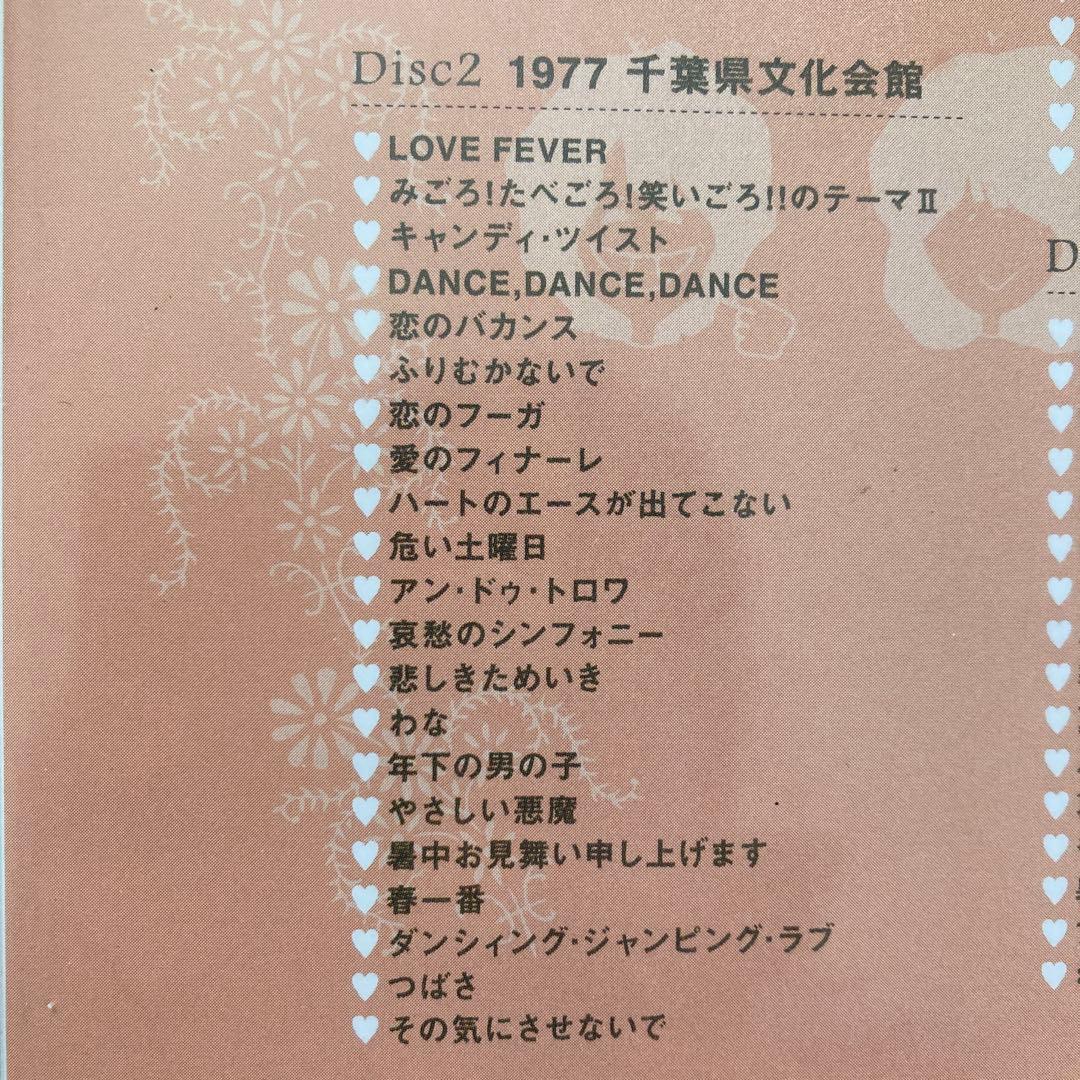 Disc2 1977 千葉県文化会館
LOVE FEVER
みごろ!たべごろ!笑いごろ!!のテーマⅡ
キャンディ・ツイスト
DANCE,DANCE,DANCE
恋のバカンス
ふりむかないで
恋のフーガ
愛のフィナーレ
ハートのエースが出てこない
危い土曜日
アン・ドゥ・トロワ
哀愁のシンフォニー
悲しきためいき
わな
年下の男の子
やさしい悪魔
暑中お見舞い申し上げます
春一番
ダンシィング・ジャンピング・ラブ
つばさ
その気にさせないで
D